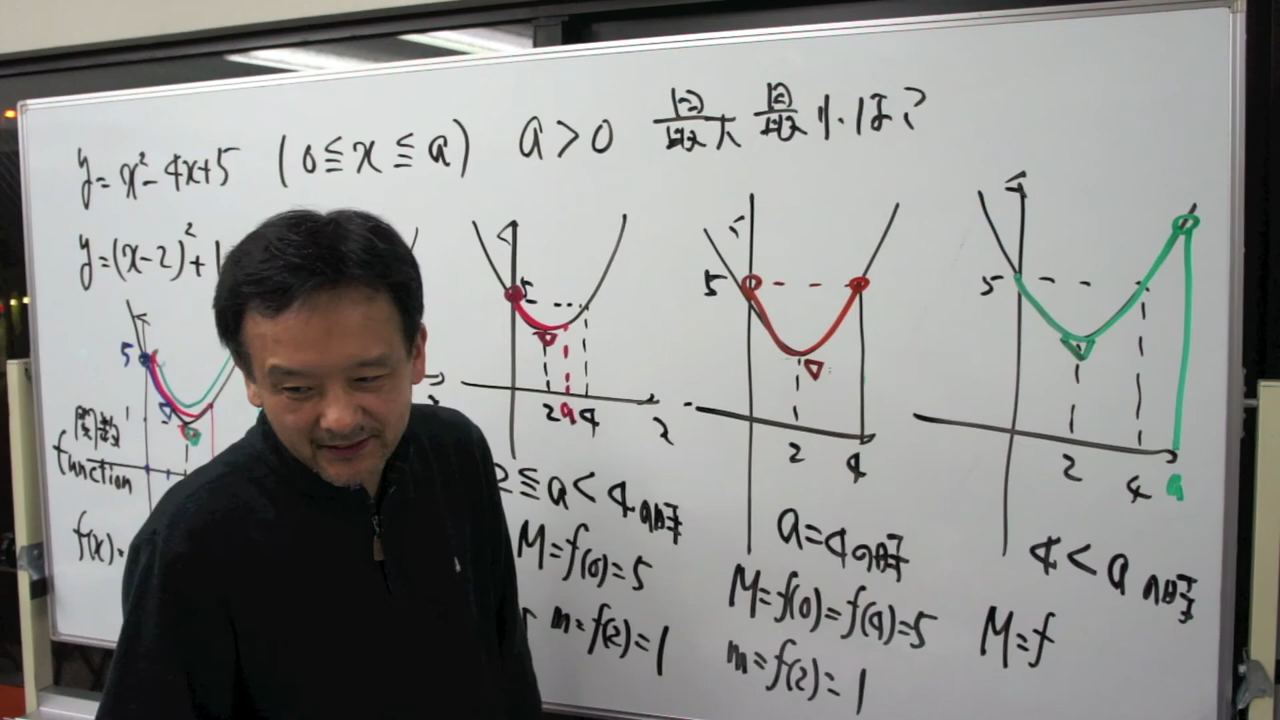 y=x²-4x+5 (0≦x≦a) a>0 最大 最小は?
y=(x-2)²+1
5
関数
function
f(x)=
5
2 a 4
2≦a<4の時
M=f(0)=5
m=f(2)=1
5
2 4
a=4の時
M=f(0)=f(4)=5
m=f(2)=1
5
2 4 a
4<aの時
M=f